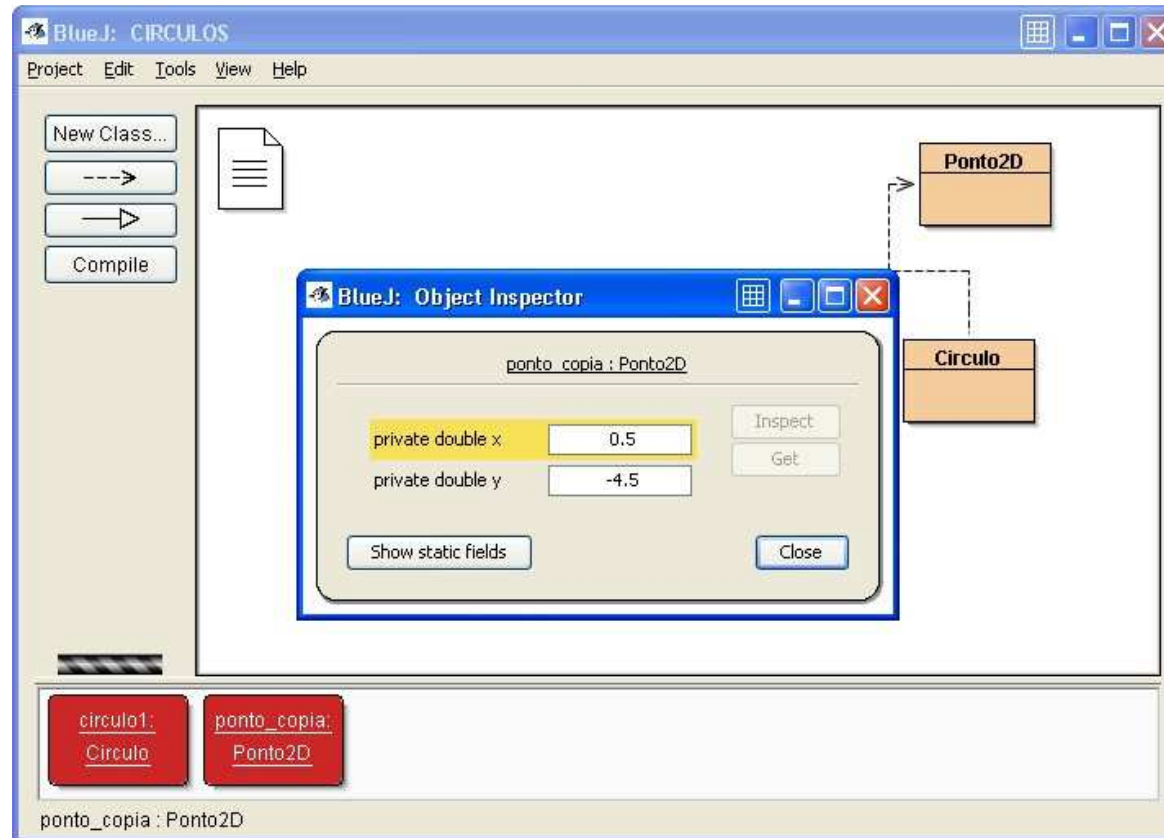 BlueJ: CIRCULOS
Project Edit Tools View Help
New Class...
Compile
Ponto2D
Circulo
BlueJ: Object Inspector
ponto_copia : Ponto2D
private double x 0.5
private double y -4.5
Inspect
Get
Show static fields
Close
circulo1:
Circulo
ponto_copia:
Ponto2D
ponto_copia : Ponto2D